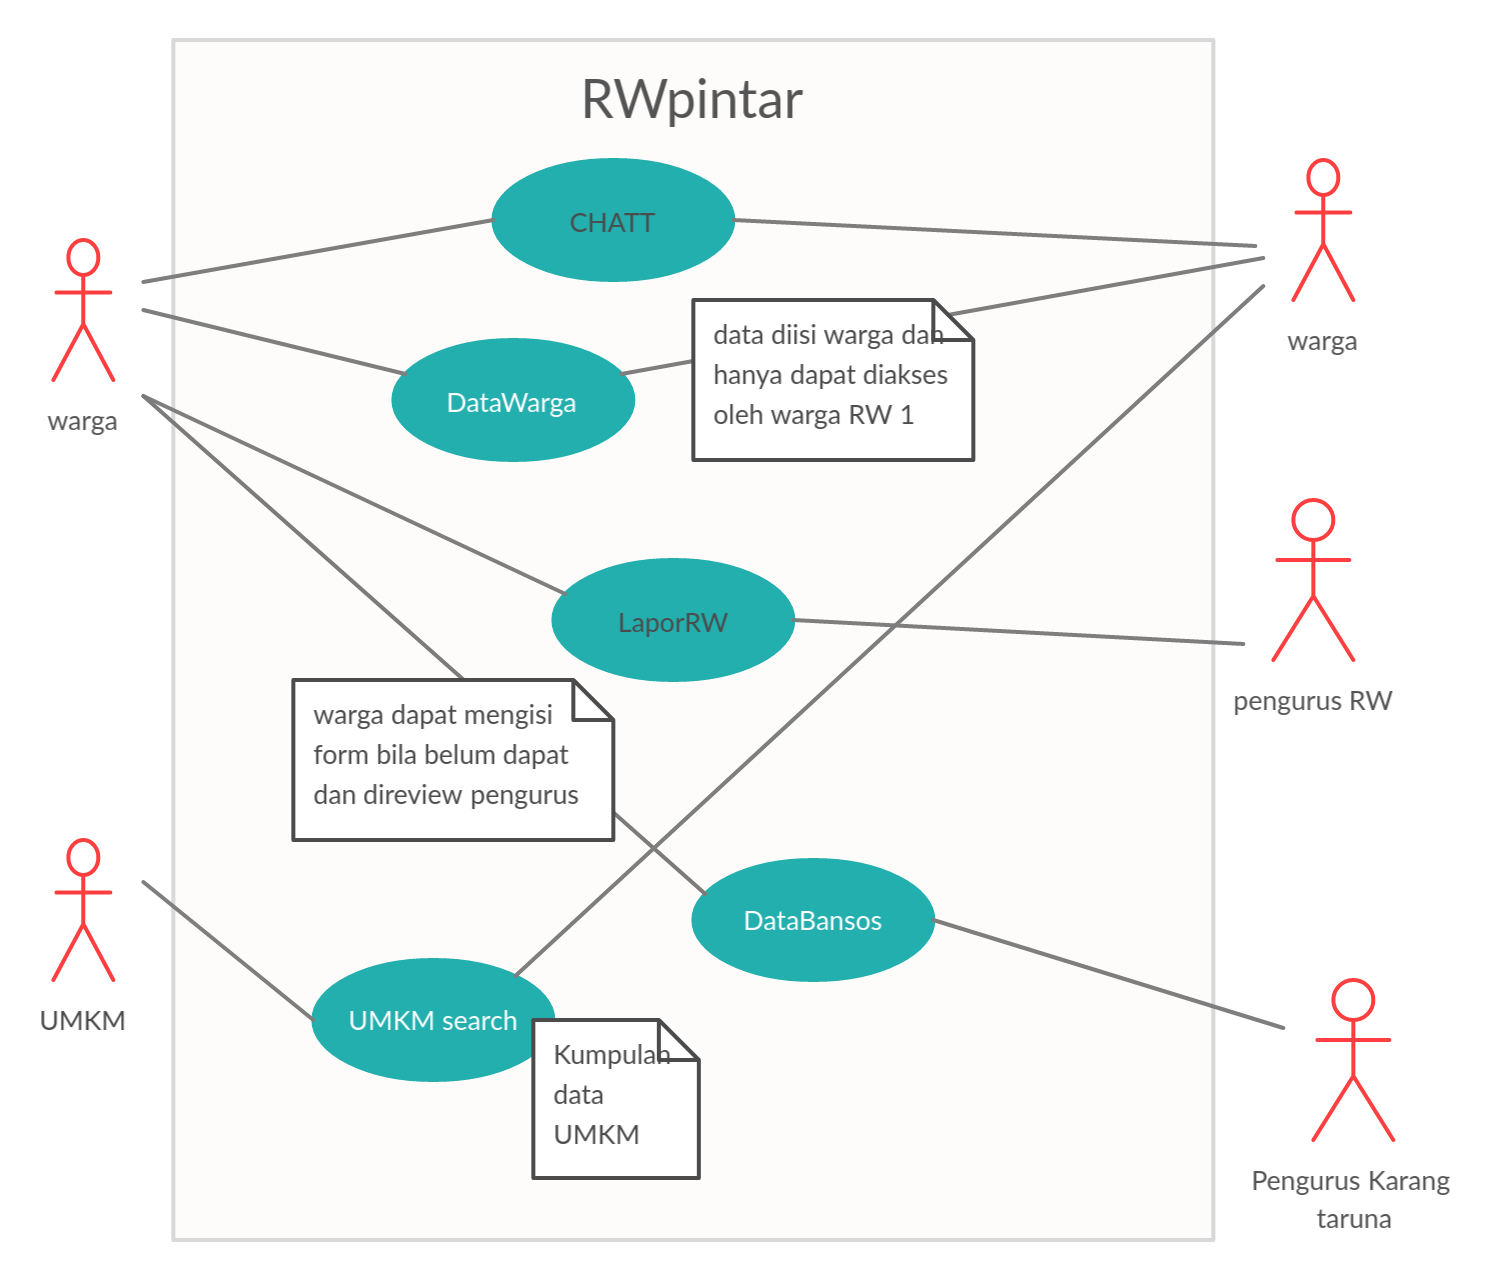 RWpintar
CHATT
data diisi warga dan
hanya dapat diakses
oleh warga RW 1
warga
DataWarga
warga
LaporRW
pengurus RW
warga dapat mengisi
form bila belum dapat
dan direview pengurus
DataBansos
UMKM
UMKM search
Kumpulan
data
UMKM
Pengurus Karang
taruna